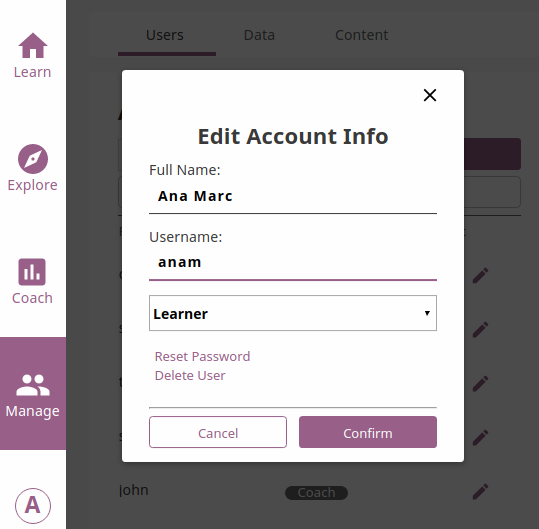 Learn
Explore
Coach
Manage
A
Users Data Content
Edit Account Info
Full Name:
Ana Marc
Username:
anam
Learner
Reset Password
Delete User
Cancel Confirm
john Coach